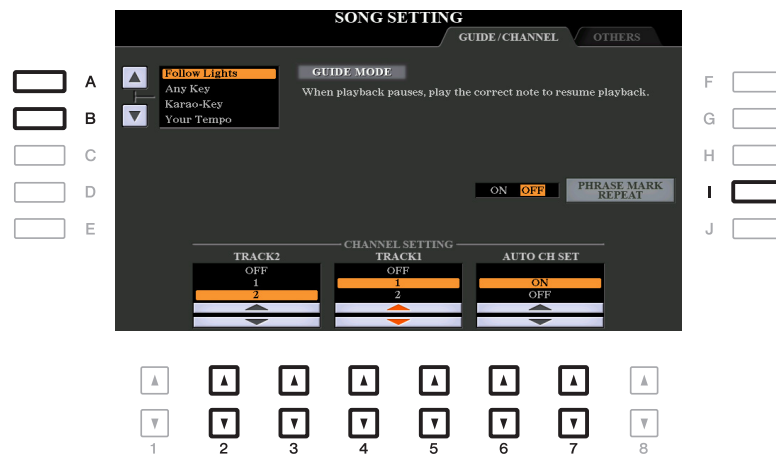 SONG SETTING
GUIDE/CHANNEL OTHERS
A
B
C
D
E
Follow Lights
Any Key
Karao-Key
Your Tempo
GUIDE MODE
When playback pauses, play the correct note to resume playback.
F
G
H
I
J
ON OFF
PHRASE MARK
REPEAT
CHANNEL SETTING
TRACK2
OFF
1
2
TRACK1
OFF
1
2
AUTO CH SET
ON
OFF
1 2 3 4 5 6 7 8